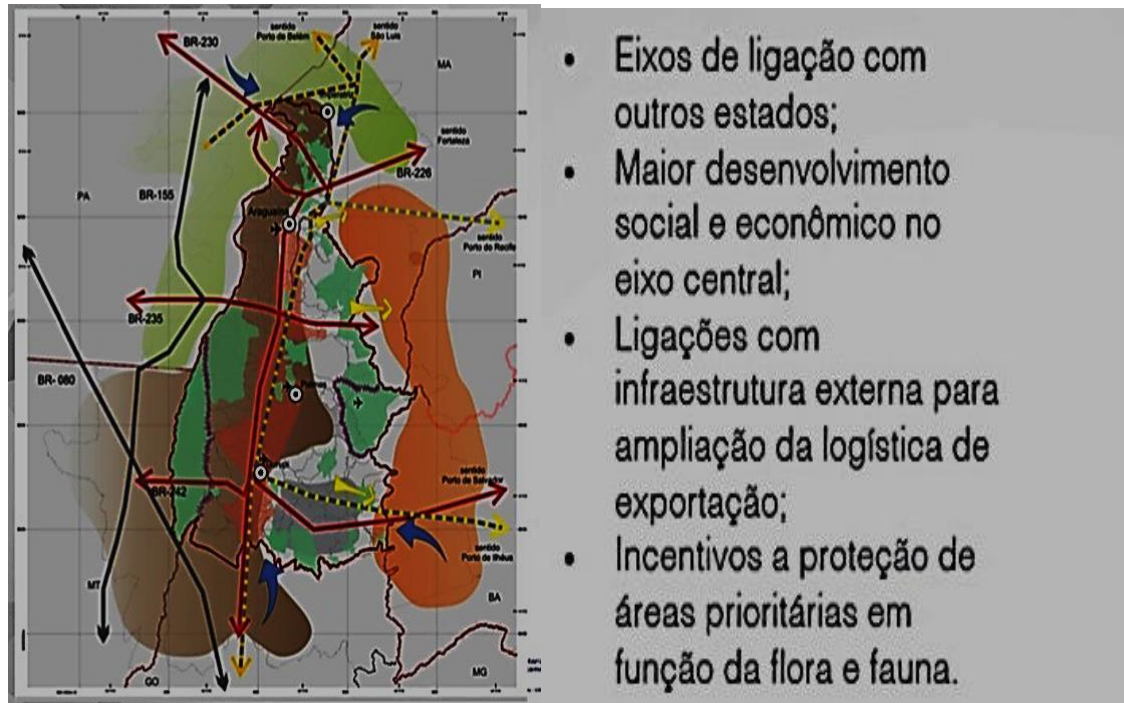 BR-230
sentido
Porto de Belém
sentido
São Luis
MA
sentido
Fortaleza
BR-226
PA
BR-155
Araguaína
sentido
Porto do Recife
PI
BR-235
BR- 080
Palmas
sentido
Porto de Salvador
BR-242
sentido
Porto de Ilhéus
MT
BA
GO
MG
• Eixos de ligação com
outros estados;
• Maior desenvolvimento
social e econômico no
eixo central;
• Ligações com
infraestrutura externa para
ampliação da logística de
exportação;
• Incentivos a proteção de
áreas prioritárias em
função da flora e fauna.